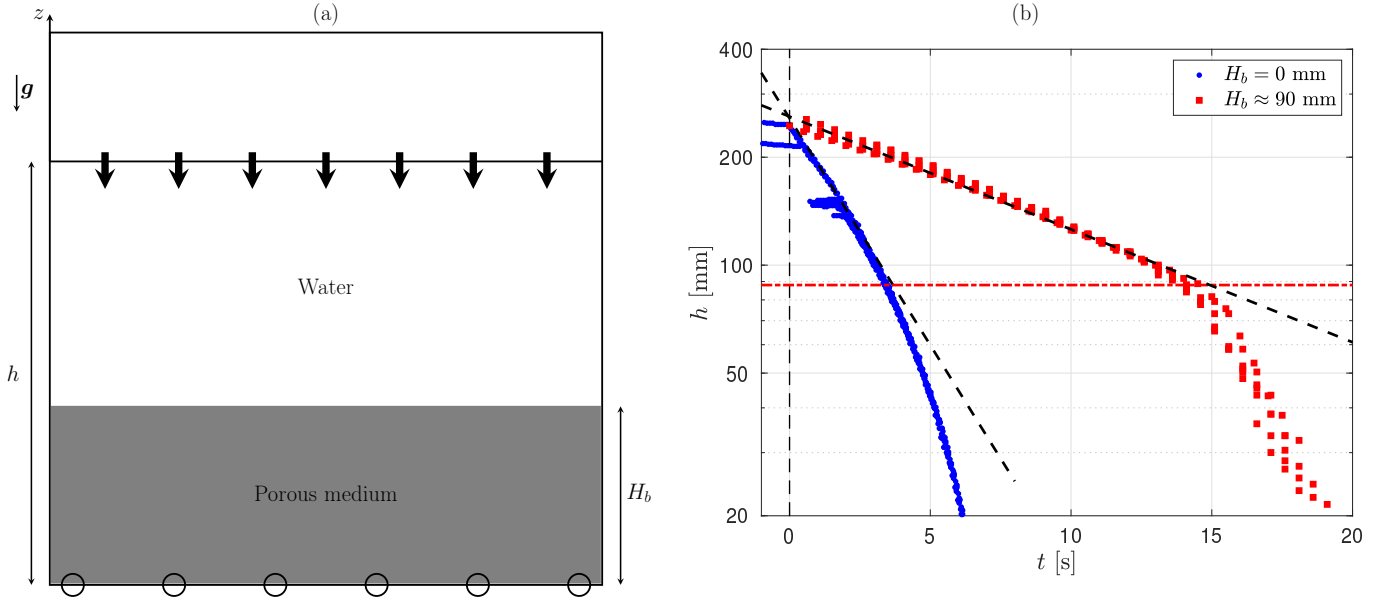 (a)
z
g
Water
h
Porous medium
H_b
(b)
400
200
100
50
20
h [mm]
H_b = 0 mm
H_b ≈ 90 mm
0
5
10
15
20
t [s]